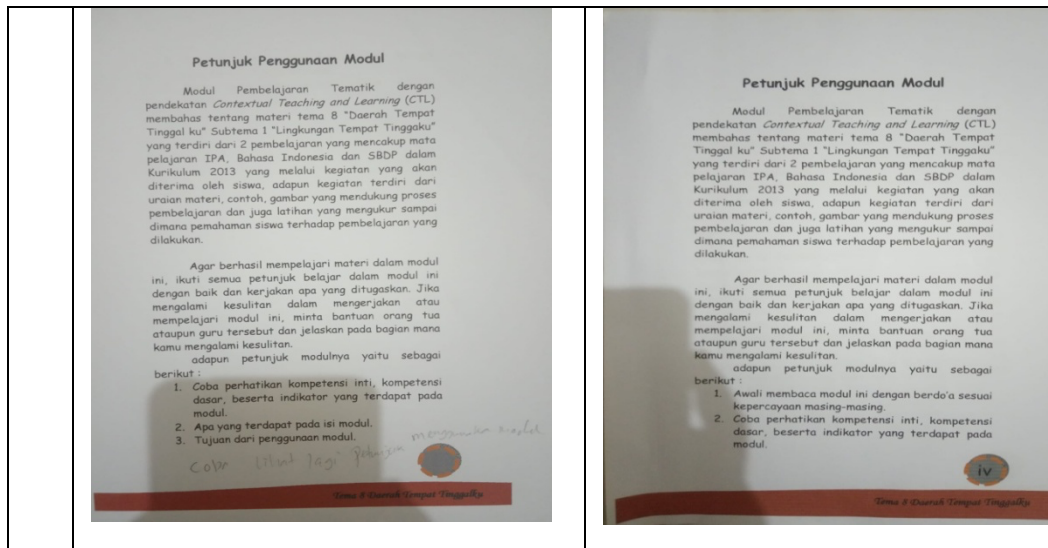 Petunjuk Penggunaan Modul
Modul Pembelajaran Tematik dengan
pendekatan Contextual Teaching and Learning (CTL)
membahas tentang materi tema 8 "Daerah Tempat
Tinggal ku" Subtema 1 "Lingkungan Tempat Tinggaku"
yang terdiri dari 2 pembelajaran yang mencakup mata
pelajaran IPA, Bahasa Indonesia dan SBDP dalam
Kurikulum 2013 yang melalui kegiatan yang akan
diterima oleh siswa, adapun kegiatan terdiri dari
uraian materi, contoh, gambar yang mendukung proses
pembelajaran dan juga latihan yang mengukur sampai
dimana pemahaman siswa terhadap pembelajaran yang
dilakukan.
Agar berhasil mempelajari materi dalam modul
ini, ikuti semua petunjuk belajar dalam modul ini
dengan baik dan kerjakan apa yang ditugaskan. Jika
mengalami kesulitan dalam mengerjakan atau
mempelajari modul ini, minta bantuan orang tua
ataupun guru tersebut dan jelaskan pada bagian mana
kamu mengalami kesulitan.
adapun petunjuk modulnya yaitu sebagai
berikut :
1. Coba perhatikan kompetensi inti, kompetensi
dasar, beserta indikator yang terdapat pada
modul.
2. Apa yang terdapat pada isi modul.
3. Tujuan dari penggunaan modul.
Coba lihat lagi
Tema 8 Daerah Tempat Tinggalku
Petunjuk Penggunaan Modul
Modul Pembelajaran Tematik dengan
pendekatan Contextual Teaching and Learning (CTL)
membahas tentang materi tema 8 "Daerah Tempat
Tinggal ku" Subtema 1 "Lingkungan Tempat Tinggaku"
yang terdiri dari 2 pembelajaran yang mencakup mata
pelajaran IPA, Bahasa Indonesia dan SBDP dalam
Kurikulum 2013 yang melalui kegiatan yang akan
diterima oleh siswa, adapun kegiatan terdiri dari
uraian materi, contoh, gambar yang mendukung proses
pembelajaran dan juga latihan yang mengukur sampai
dimana pemahaman siswa terhadap pembelajaran yang
dilakukan.
Agar berhasil mempelajari materi dalam modul
ini, ikuti semua petunjuk belajar dalam modul ini
dengan baik dan kerjakan apa yang ditugaskan. Jika
mengalami kesulitan dalam mengerjakan atau
mempelajari modul ini, minta bantuan orang tua
ataupun guru tersebut dan jelaskan pada bagian mana
kamu mengalami kesulitan.
adapun petunjuk modulnya yaitu sebagai
berikut :
1. Awali membaca modul ini dengan berdo'a sesuai
kepercayaan masing-masing.
2. Coba perhatikan kompetensi inti, kompetensi
dasar, beserta indikator yang terdapat pada
modul.
iv
Tema 8 Daerah Tempat Tinggalku